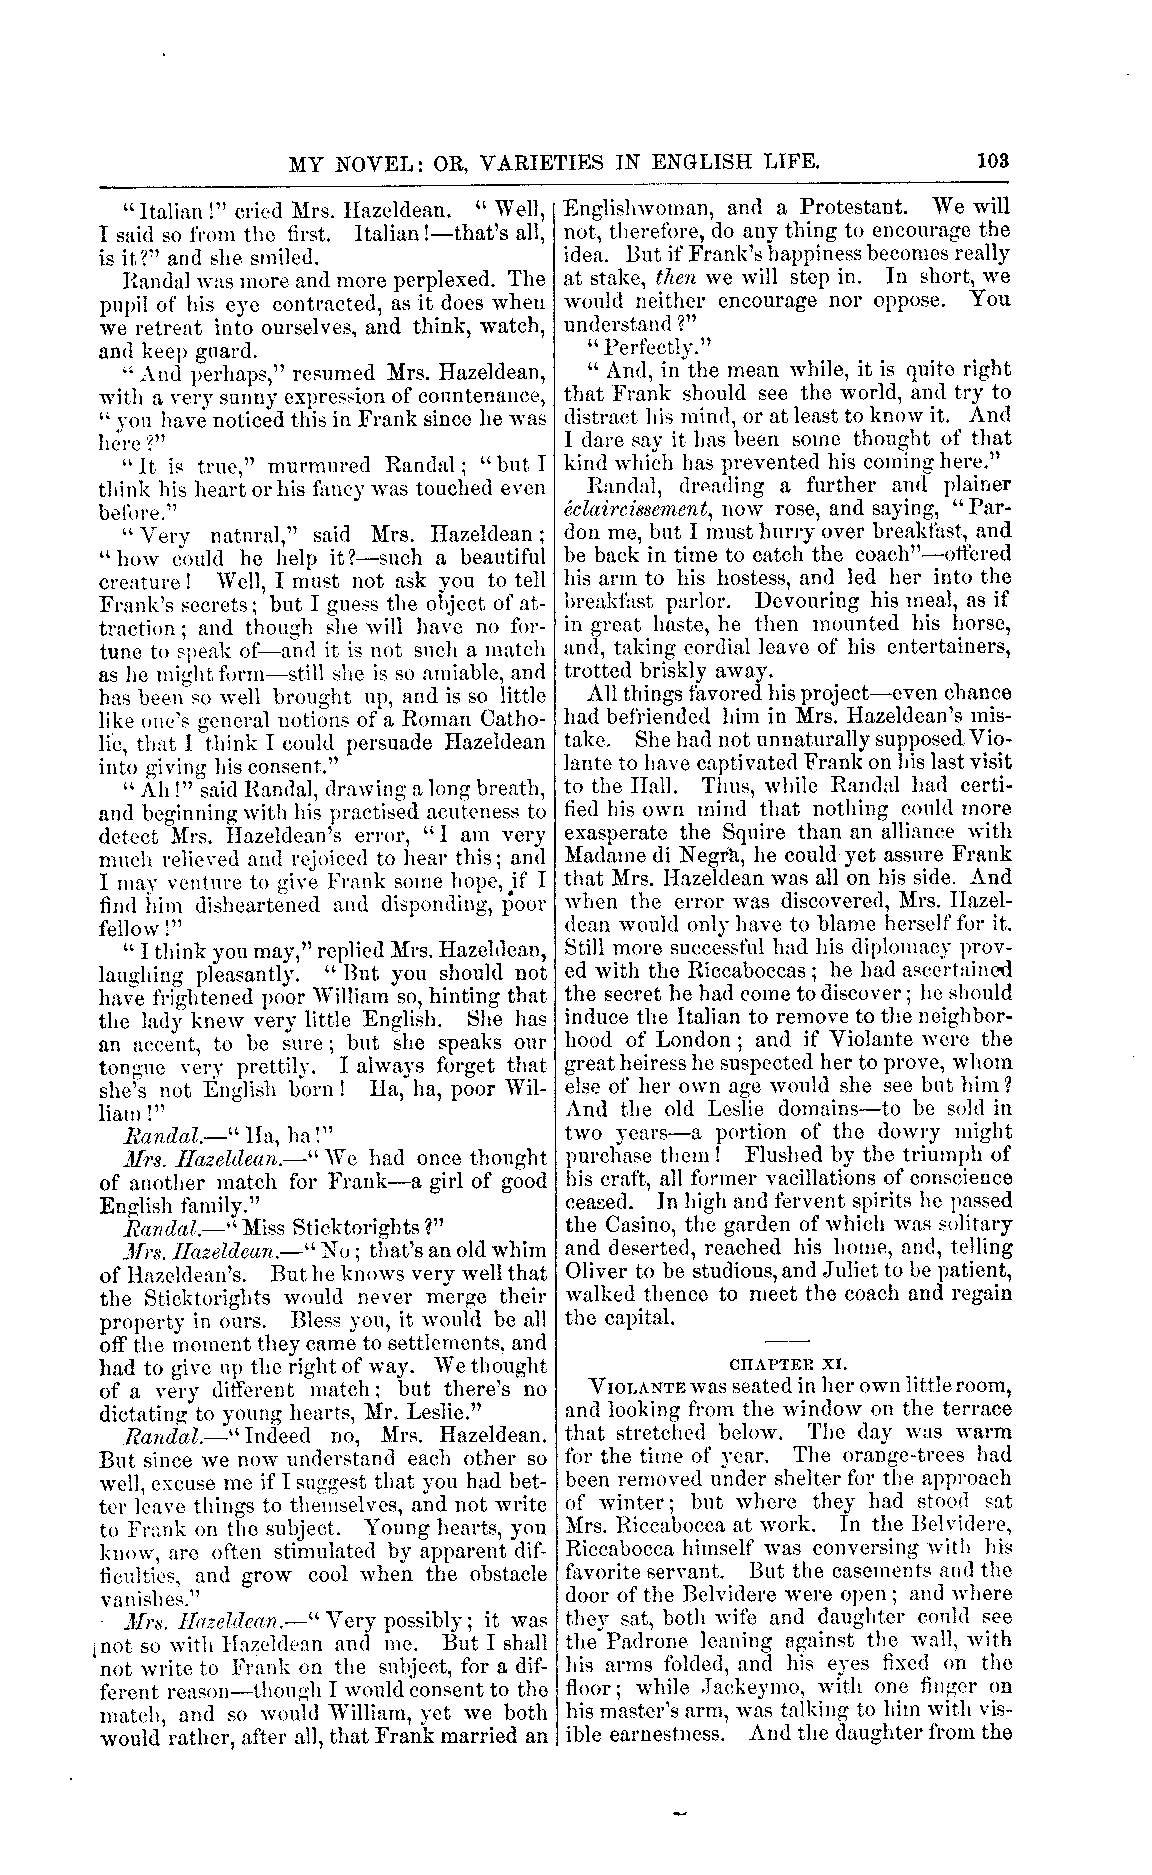 MY NOVEL: OR, VARIETIES IN ENGLISH LIFE. 103
"Italian!" cried Mrs. Hazeldean. "Well,
I said so from the first. Italian!—that's all,
is it?" and she smiled.
Randal was more and more perplexed. The
pupil of his eye contracted, as it does when
we retreat into ourselves, and think, watch,
and keep guard.
"And perhaps," resumed Mrs. Hazeldean,
with a very sunny expression of countenance,
"you have noticed this in Frank since he was
here?"
"It is true," murmured Randal; "but I
think his heart or his fancy was touched even
before."
"Very natural," said Mrs. Hazeldean;
"how could he help it?—such a beautiful
creature! Well, I must not ask you to tell
Frank's secrets; but I guess the object of at-
traction; and though she will have no for-
tune to speak of—and it is not such a match
as he might form—still she is so amiable, and
has been so well brought up, and is so little
like one's general notions of a Roman Catho-
lic, that I think I could persuade Hazeldean
into giving his consent."
"Ah!" said Randal, drawing a long breath,
and beginning with his practised acuteness to
detect Mrs. Hazeldean's error, "I am very
much relieved and rejoiced to hear this; and
I may venture to give Frank some hope, if I
find him disheartened and disponding, poor
fellow!"
"I think you may," replied Mrs. Hazeldean,
laughing pleasantly. "But you should not
have frightened poor William so, hinting that
the lady knew very little English. She has
an accent, to be sure; but she speaks our
tongue very prettily. I always forget that
she's not English born! Ha, ha, poor Wil-
liam!"
Randal.—"Ha, ha!"
Mrs. Hazeldean.—"We had once thought
of another match for Frank—a girl of good
English family."
Randal.—"Miss Sticktorights?"
Mrs. Hazeldean.—"No; that's an old whim
of Hazeldean's. But he knows very well that
the Sticktorights would never merge their
property in ours. Bless you, it would be all
off the moment they came to settlements, and
had to give up the right of way. We thought
of a very different match; but there's no
dictating to young hearts, Mr. Leslie."
Randal.—"Indeed no, Mrs. Hazeldean.
But since we now understand each other so
well, excuse me if I suggest that you had bet-
ter leave things to themselves, and not write
to Frank on the subject. Young hearts, you
know, are often stimulated by apparent dif-
ficulties, and grow cool when the obstacle
vanishes."
Mrs. Hazeldean.—"Very possibly; it was
not so with Hazeldean and me. But I shall
not write to Frank on the subject, for a dif-
ferent reason—though I would consent to the
match, and so would William, yet we both
would rather, after all, that Frank married an
Englishwoman, and a Protestant. We will
not, therefore, do any thing to encourage the
idea. But if Frank's happiness becomes really
at stake, then we will step in. In short, we
would neither encourage nor oppose. You
understand?"
"Perfectly."
"And, in the mean while, it is quite right
that Frank should see the world, and try to
distract his mind, or at least to know it. And
I dare say it has been some thought of that
kind which has prevented his coming here."
Randal, dreading a further and plainer
éclaircissement, now rose, and saying, "Par-
don me, but I must hurry over breakfast, and
be back in time to catch the coach"—offered
his arm to his hostess, and led her into the
breakfast parlor. Devouring his meal, as if
in great haste, he then mounted his horse,
and, taking cordial leave of his entertainers,
trotted briskly away.
All things favored his project—even chance
had befriended him in Mrs. Hazeldean's mis-
take. She had not unnaturally supposed Vio-
lante to have captivated Frank on his last visit
to the Hall. Thus, while Randal had certi-
fied his own mind that nothing could more
exasperate the Squire than an alliance with
Madame di Negra, he could yet assure Frank
that Mrs. Hazeldean was all on his side. And
when the error was discovered, Mrs. Hazel-
dean would only have to blame herself for it.
Still more successful had his diplomacy prov-
ed with the Riccaboccas; he had ascertained
the secret he had come to discover; he should
induce the Italian to remove to the neighbor-
hood of London; and if Violante were the
great heiress he suspected her to prove, whom
else of her own age would she see but him?
And the old Leslie domains—to be sold in
two years—a portion of the dowry might
purchase them! Flushed by the triumph of
his craft, all former vacillations of conscience
ceased. In high and fervent spirits he passed
the Casino, the garden of which was solitary
and deserted, reached his home, and, telling
Oliver to be studious, and Juliet to be patient,
walked thence to meet the coach and regain
the capital.
CHAPTER XI.
VIOLANTE was seated in her own little room,
and looking from the window on the terrace
that stretched below. The day was warm
for the time of year. The orange-trees had
been removed under shelter for the approach
of winter; but where they had stood sat
Mrs. Riccabocca at work. In the Belvidere,
Riccabocca himself was conversing with his
favorite servant. But the casements and the
door of the Belvidere were open; and where
they sat, both wife and daughter could see
the Padrone leaning against the wall, with
his arms folded, and his eyes fixed on the
floor; while Jackeymo, with one finger on
his master's arm, was talking to him with vis-
ible earnestness. And the daughter from the